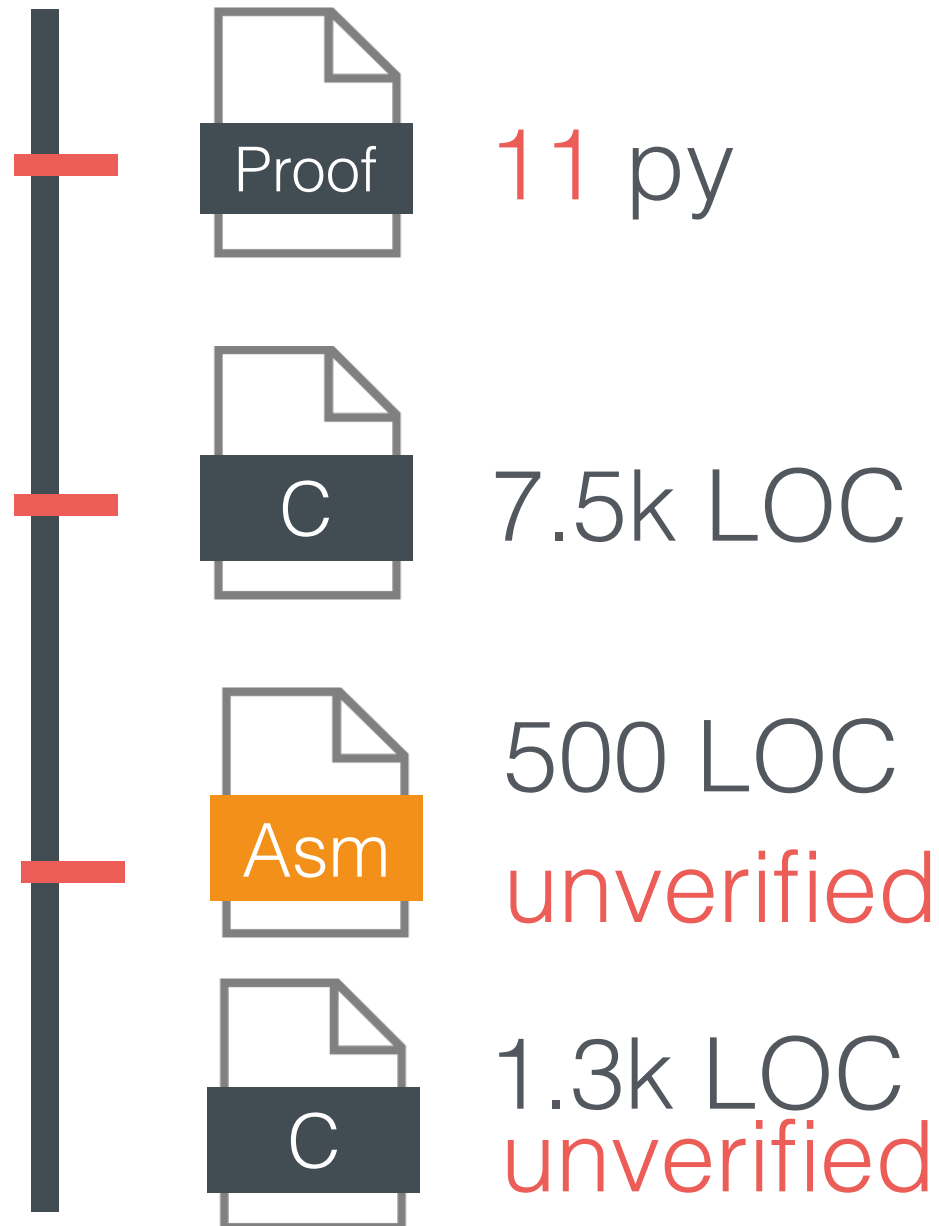 Proof
11 py
C
7.5k LOC
500 LOC
Asm
unverified
1.3k LOC
C
unverified